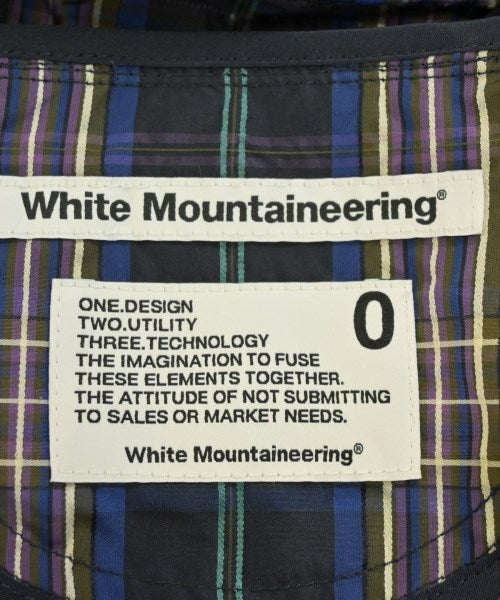 White Mountaineering®
0
ONE.DESIGN
TWO.UTILITY
THREE.TECHNOLOGY
THE IMAGINATION TO FUSE
THESE ELEMENTS TOGETHER.
THE ATTITUDE OF NOT SUBMITTING
TO SALES OR MARKET NEEDS.
White Mountaineering®